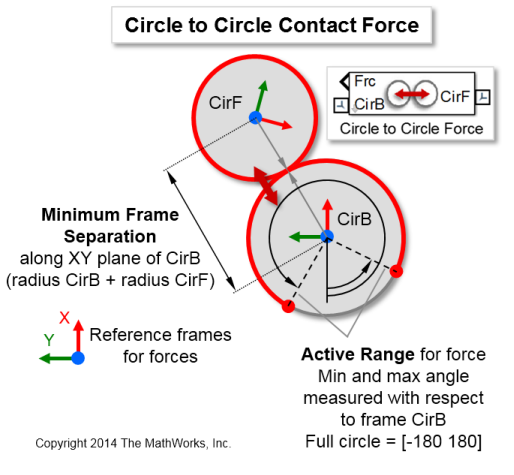 Circle to Circle Contact Force
CirF
Frc
CirB
CirF
Circle to Circle Force
CirB
Minimum Frame
Separation
along XY plane of CirB
(radius CirB + radius CirF)
X
Y
Reference frames
for forces
Active Range for force
Min and max angle
measured with respect
to frame CirB
Full circle = [-180 180]
Copyright 2014 The MathWorks, Inc.